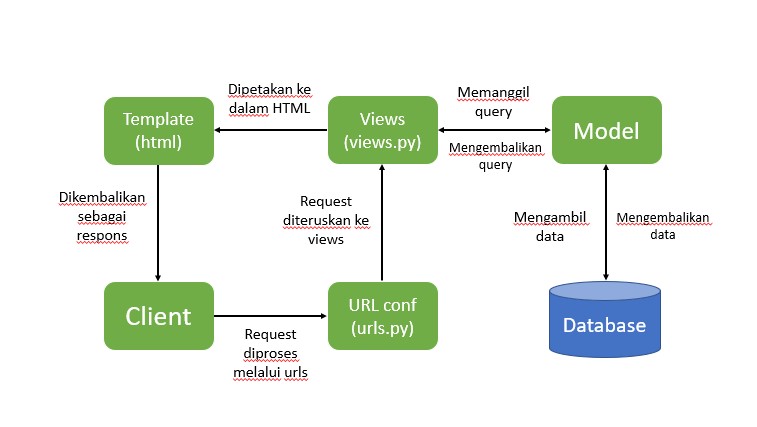 Dipetakan ke
dalam HTML
Template
(html)
Views
(views.py)
Memanggil
query
Mengembalikan
query
Model
Dikembalikan
sebagai
respons
Request
diteruskan ke
views
Mengambil
data
Mengembalikan
data
Client
Request
diproses
melalui urls
URL conf
(urls.py)
Database